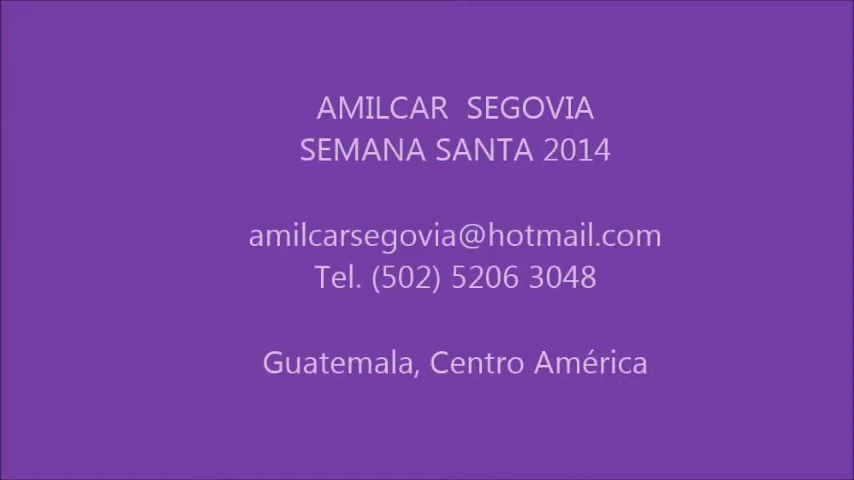 AMILCAR  SEGOVIA
SEMANA SANTA 2014
amilcarsegovia@hotmail.com
Tel. (502) 5206 3048
Guatemala, Centro América